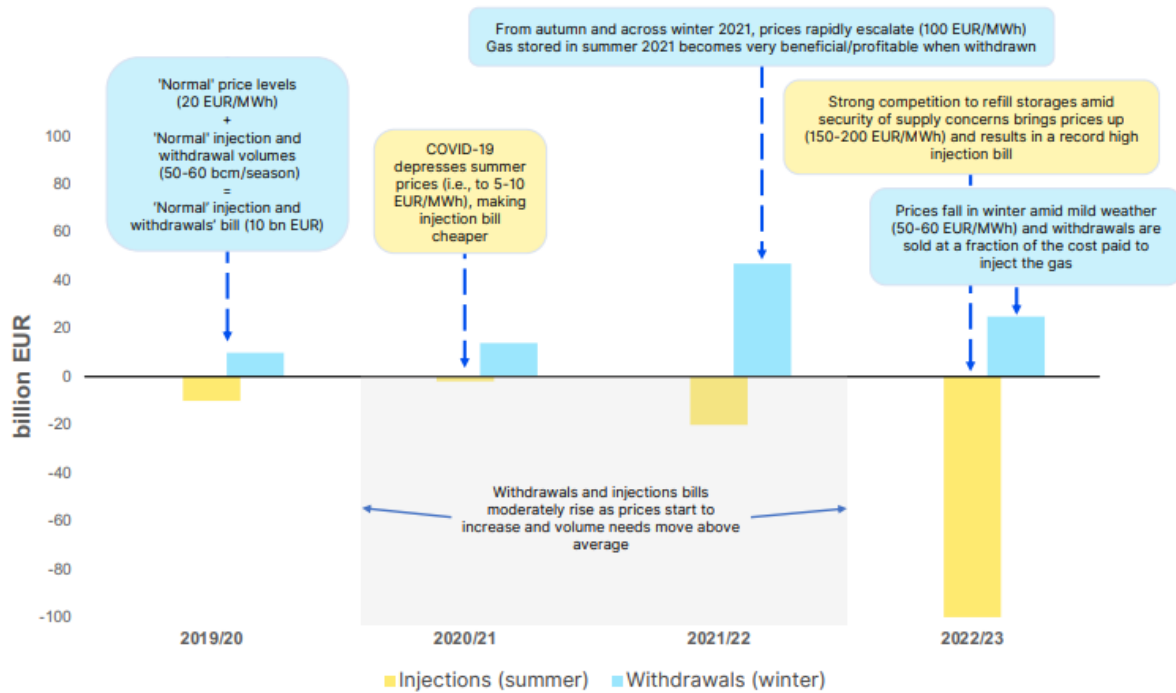 From autumn and across winter 2021, prices rapidly escalate (100 EUR/MWh)
Gas stored in summer 2021 becomes very beneficial/profitable when withdrawn
'Normal' price levels
(20 EUR/MWh)
+
'Normal' injection and
withdrawal volumes
(50-60 bcm/season)
=
'Normal' injection and
withdrawals' bill (10 bn EUR)
COVID-19
depresses summer
prices (i.e., to 5-10
EUR/MWh), making
injection bill
cheaper
Strong competition to refill storages amid
security of supply concerns brings prices up
(150-200 EUR/MWh) and results in a record high
injection bill
Prices fall in winter amid mild weather
(50-60 EUR/MWh) and withdrawals are
sold at a fraction of the cost paid to
inject the gas
billion EUR
100
80
60
40
20
0
-20
-40
-60
-80
-100
Withdrawals and injections bills
moderately rise as prices start to
increase and volume needs move above
average
2019/20
2020/21
2021/22
2022/23
Injections (summer)
Withdrawals (winter)